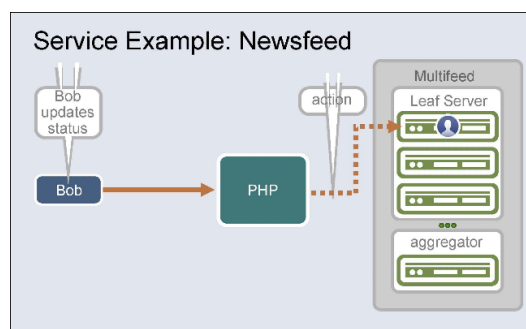 Service Example: Newsfeed
Bob
updates
status
action
Multifeed
Leaf Server
Bob
PHP
aggregator